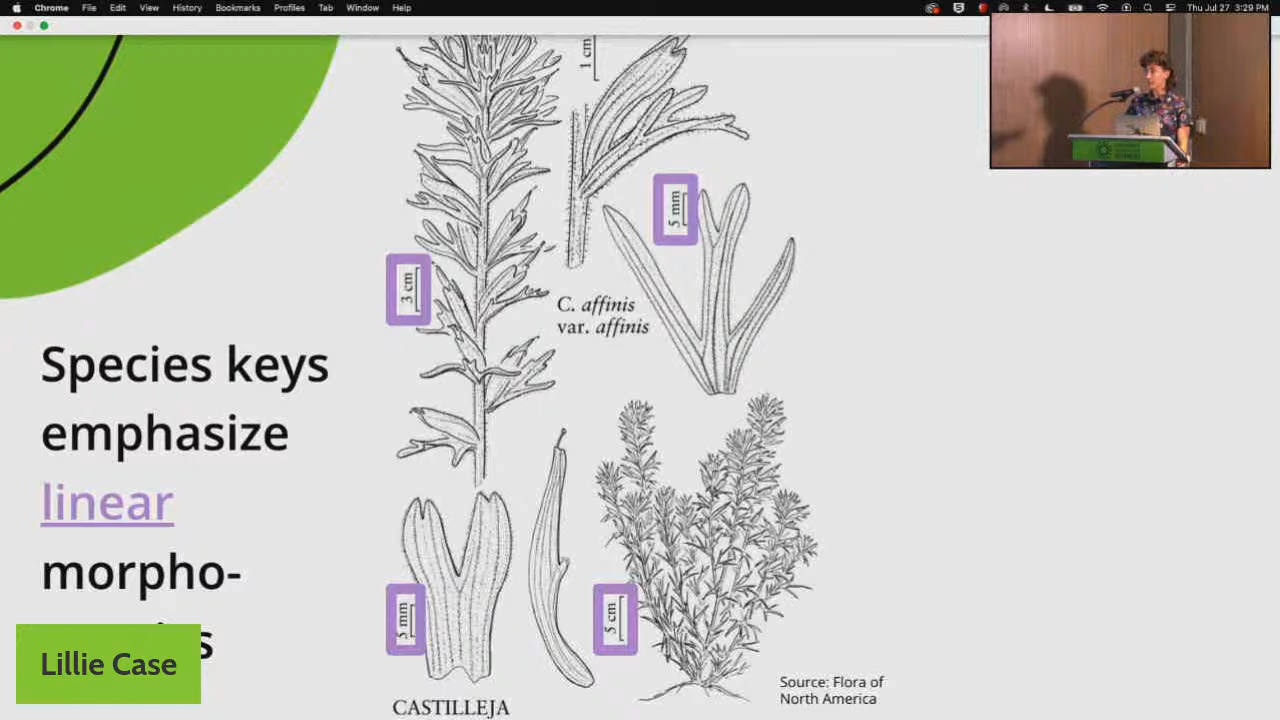 Chrome File Edit View History Bookmarks Profiles Tab Window Help
Thu Jul 27 3:29 PM
1 cm
5 mm
3 cm
C. affinis
var. affinis
Species keys
emphasize
linear
morpho-
s
5 mm
5 cm
Lillie Case
Source: Flora of
North America
CASTILLEJA